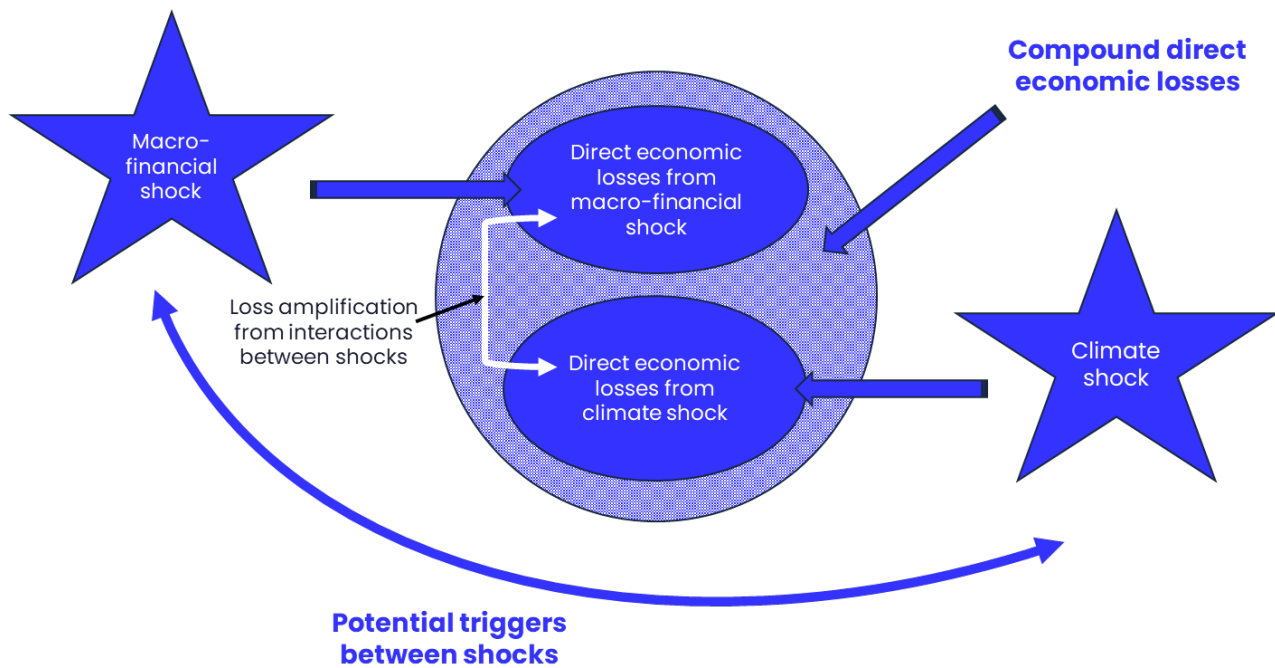 Compound direct
economic losses
Macro-
financial
shock
Direct economic
losses from
macro-financial
shock
Loss amplification
from interactions
between shocks
Direct economic
losses from
climate shock
Climate
shock
Potential triggers
between shocks